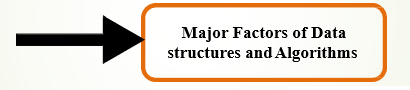 Major Factors of Data
structures and Algorithms